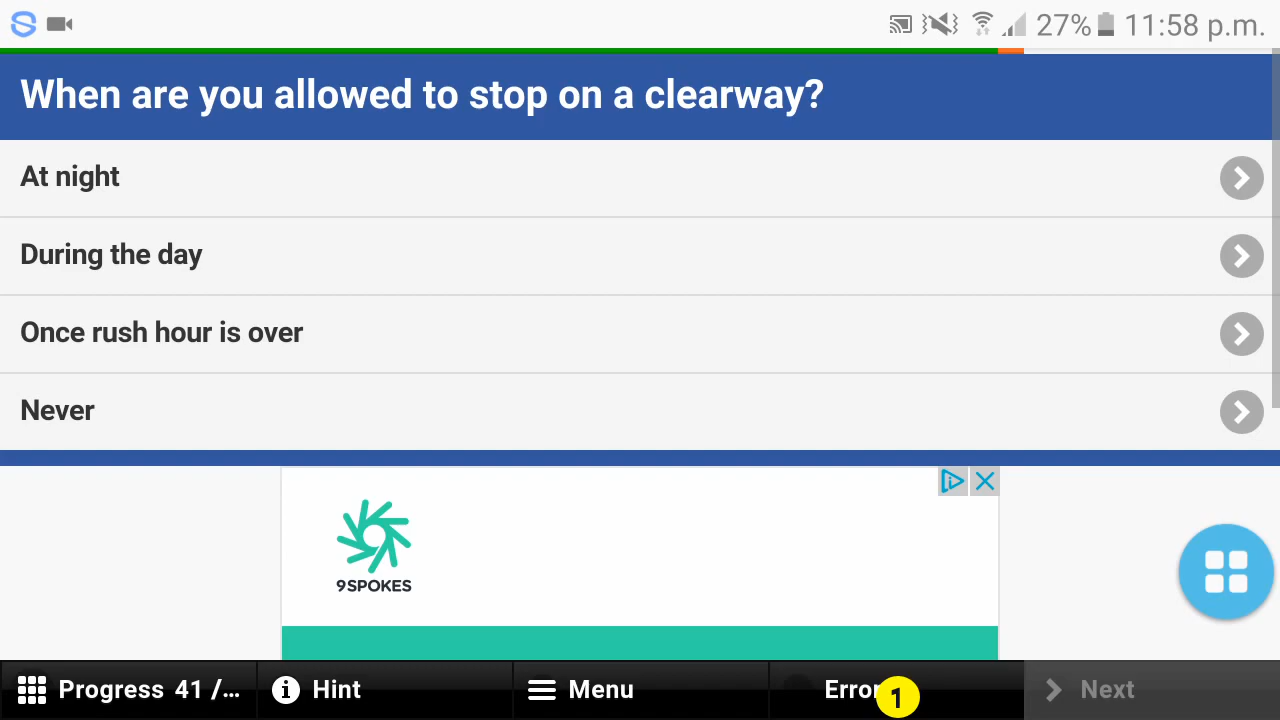 27% 11:58 p.m.
When are you allowed to stop on a clearway?
At night
During the day
Once rush hour is over
Never
9SPOKES
Progress 41 /...
Hint
Menu
Error
1
Next